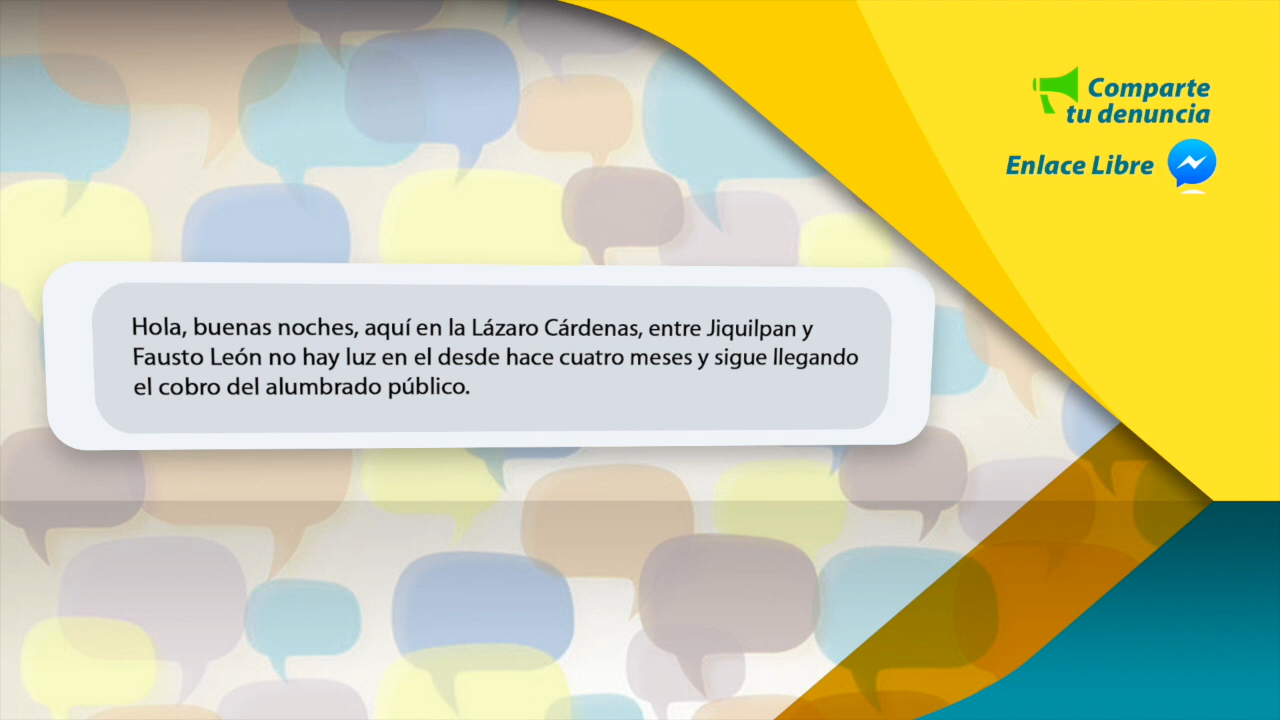 Comparte
tu denuncia
Enlace Libre
Hola, buenas noches, aquí en la Lázaro Cárdenas, entre Jiquilpan y
Fausto León no hay luz en el desde hace cuatro meses y sigue llegando
el cobro del alumbrado público.